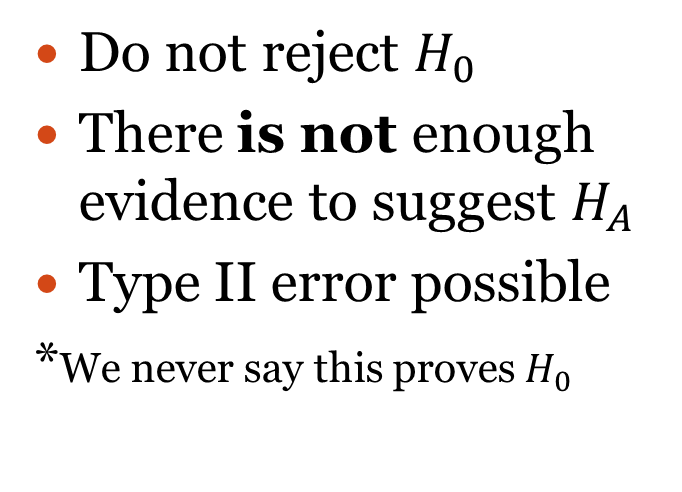 • Do not reject H₀
• There is not enough
evidence to suggest H_A
• Type II error possible
*We never say this proves H₀